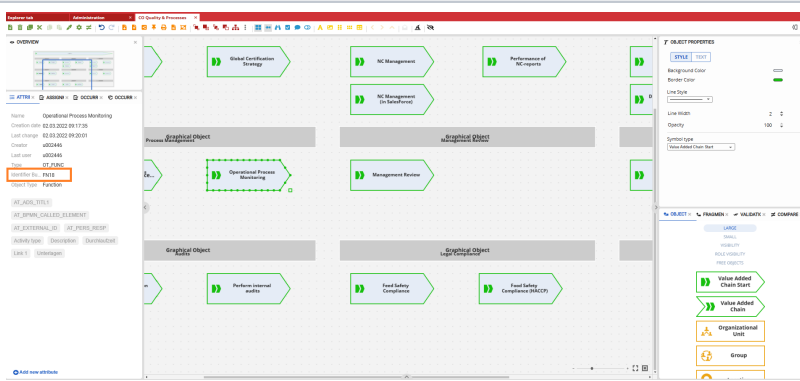 Explorer tab
Administration
CO Quality & Processes
OVERVIEW
ATTRI
ASSIGN
OCCURR
OCCURR
Name Operational Process Monitoring
Creation date 02.03.2022 09:17:35
Last change 02.03.2022 09:20:01
Creator u002446
Last user u002446
Type OT_FUNC
Identifier Bu... FN18
Object Type Function
AT_ADS_TITL1
AT_BPMN_CALLED_ELEMENT
AT_EXTERNAL_ID AT_PERS_RESP
Activity type Description
Line 1 Unterlagen
Add new attribute
Global Certification
Strategy
NC Management
Performance of
NC-reports
NC Management
(in SalesForce)
D
Graphical Object
Process Management
Graphical Object
Management Review
e...
Operational Process
Monitoring
Management Review
Graphical Object
Audits
Graphical Object
Legal Compliance
n
Perform internal
audits
Food Safety
Compliance
Food Safety
Compliance (HACCP)
OBJECT PROPERTIES
STYLE TEXT
Background Color
Border Color
Line Style
Line Width 2
Opacity 100
Symbol type
Value Added Chain Start
OBJECT
FRAGMEN
VALIDATI
COMPARE
LARGE
SMALL
VISIBILITY
ROLE VISIBILITY
FREE OBJECTS
Value Added
Chain Start
Value Added
Chain
Organizational
Unit
Group